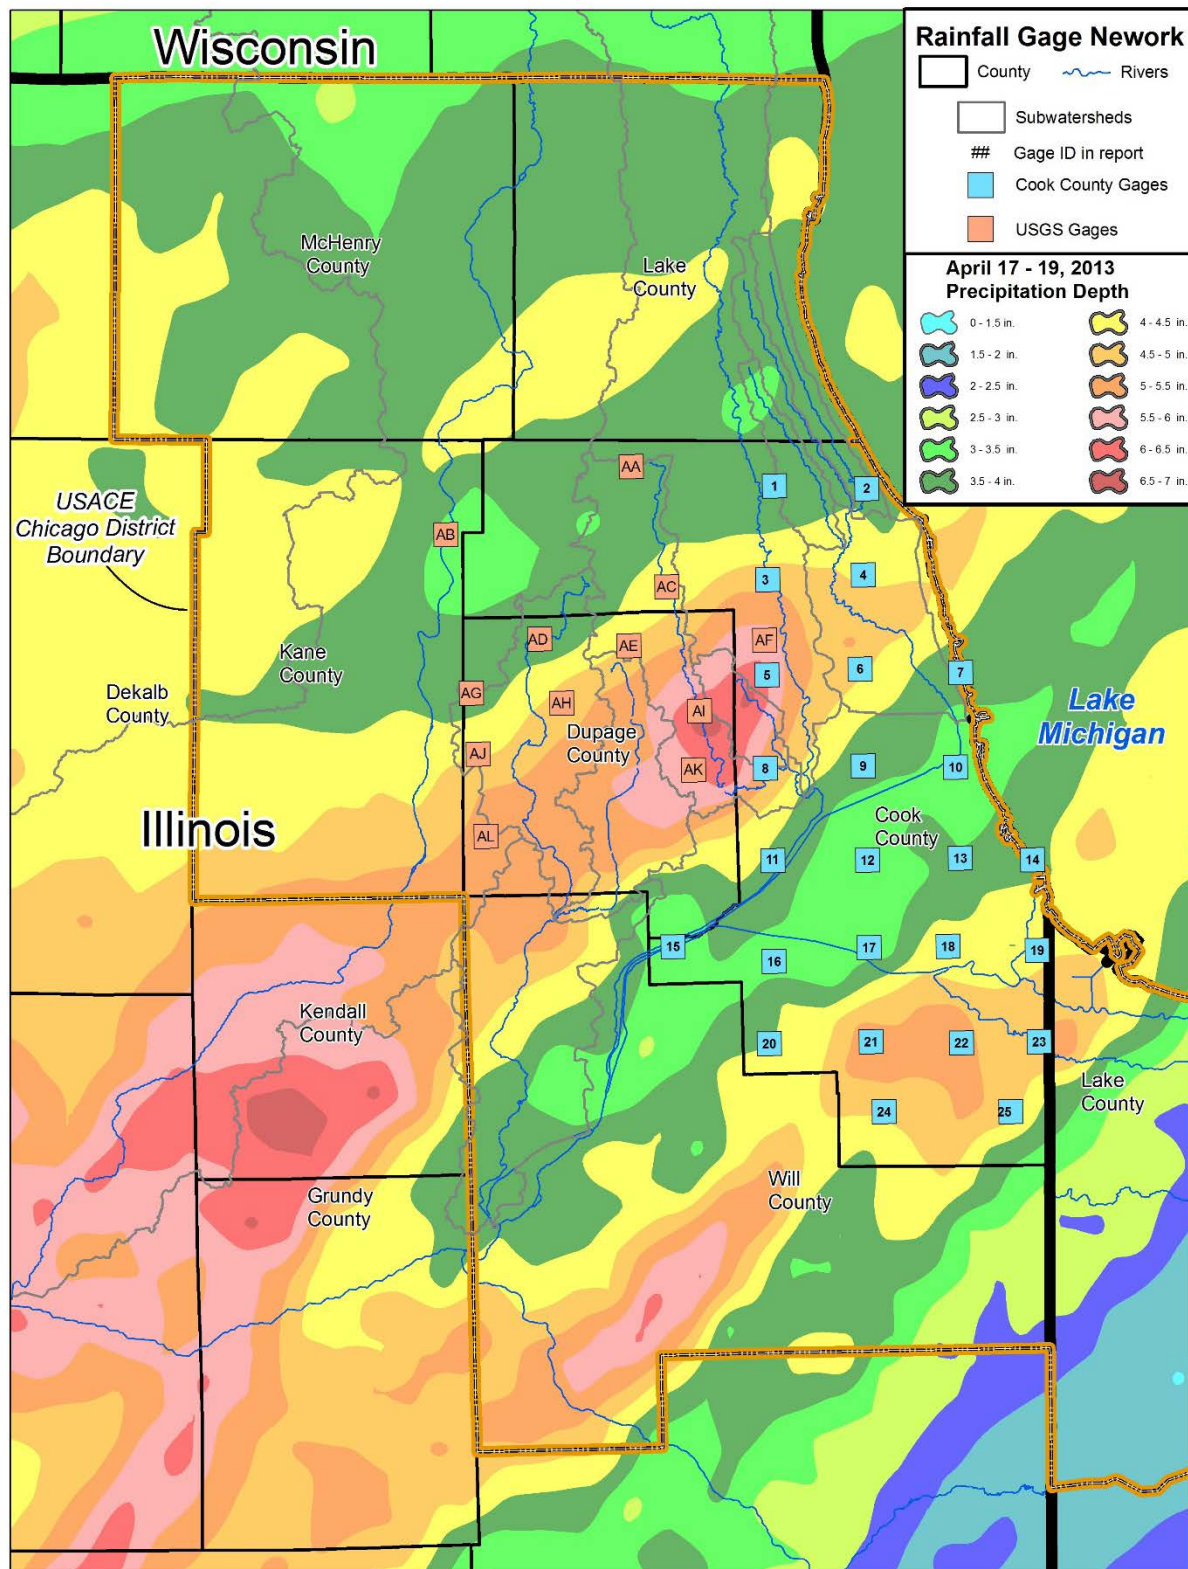 Wisconsin
Rainfall Gage Nework
County
Rivers
Subwatersheds
## Gage ID in report
Cook County Gages
USGS Gages
April 17 - 19, 2013
Precipitation Depth
0 - 1.5 in.
4 - 4.5 in.
1.5 - 2 in.
4.5 - 5 in.
2 - 2.5 in.
5 - 5.5 in.
2.5 - 3 in.
5.5 - 6 in.
3 - 3.5 in.
6 - 6.5 in.
3.5 - 4 in.
6.5 - 7 in.
McHenry
County
Lake
County
AA
1
2
USACE
Chicago District
Boundary
AB
AC
3
4
AD
AE
AF
Kane
County
5
6
7
Dekalb
County
AG
AH
AI
Dupage
County
Lake
Michigan
AJ
AK
8
9
10
Illinois
AL
Cook
County
11
12
13
14
15
16
17
18
19
Kendall
County
20
21
22
23
Lake
County
24
25
Grundy
County
Will
County